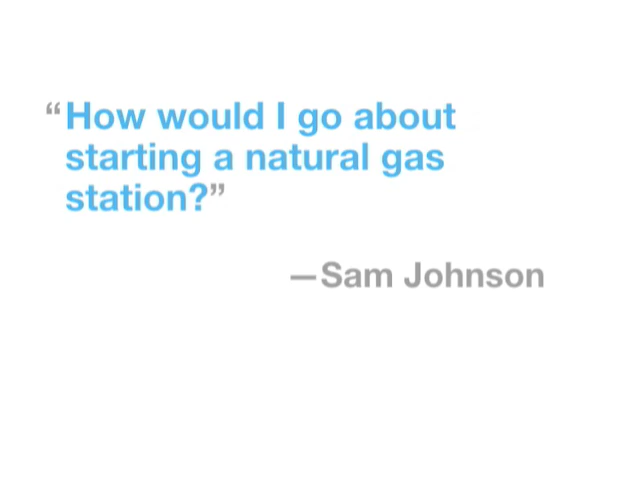 “How would I go about
starting a natural gas
station?”
—Sam Johnson